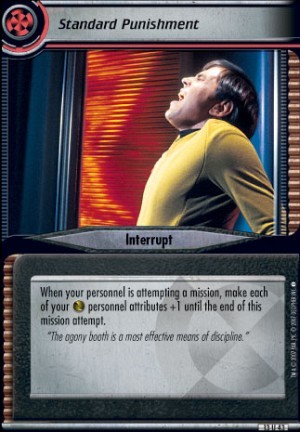 Standard Punishment
Interrupt
When your personnel is attempting a mission, make each
of your personnel attributes +1 until the end of this
mission attempt.
"The agony booth is a most effective means of discipline."